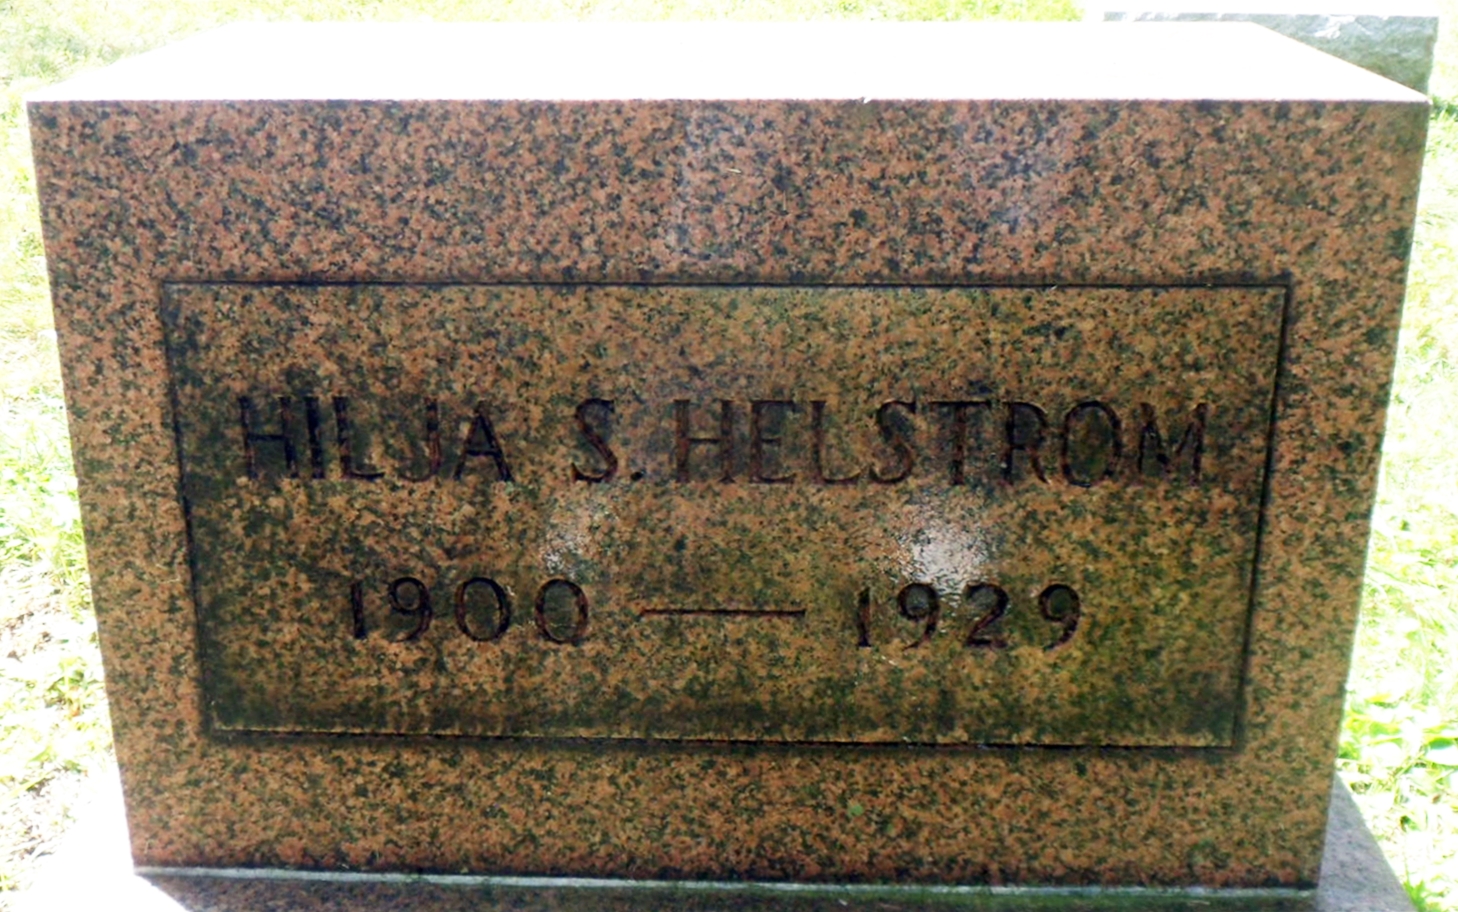 HILJA S. HELSTROM
1900 — 1929